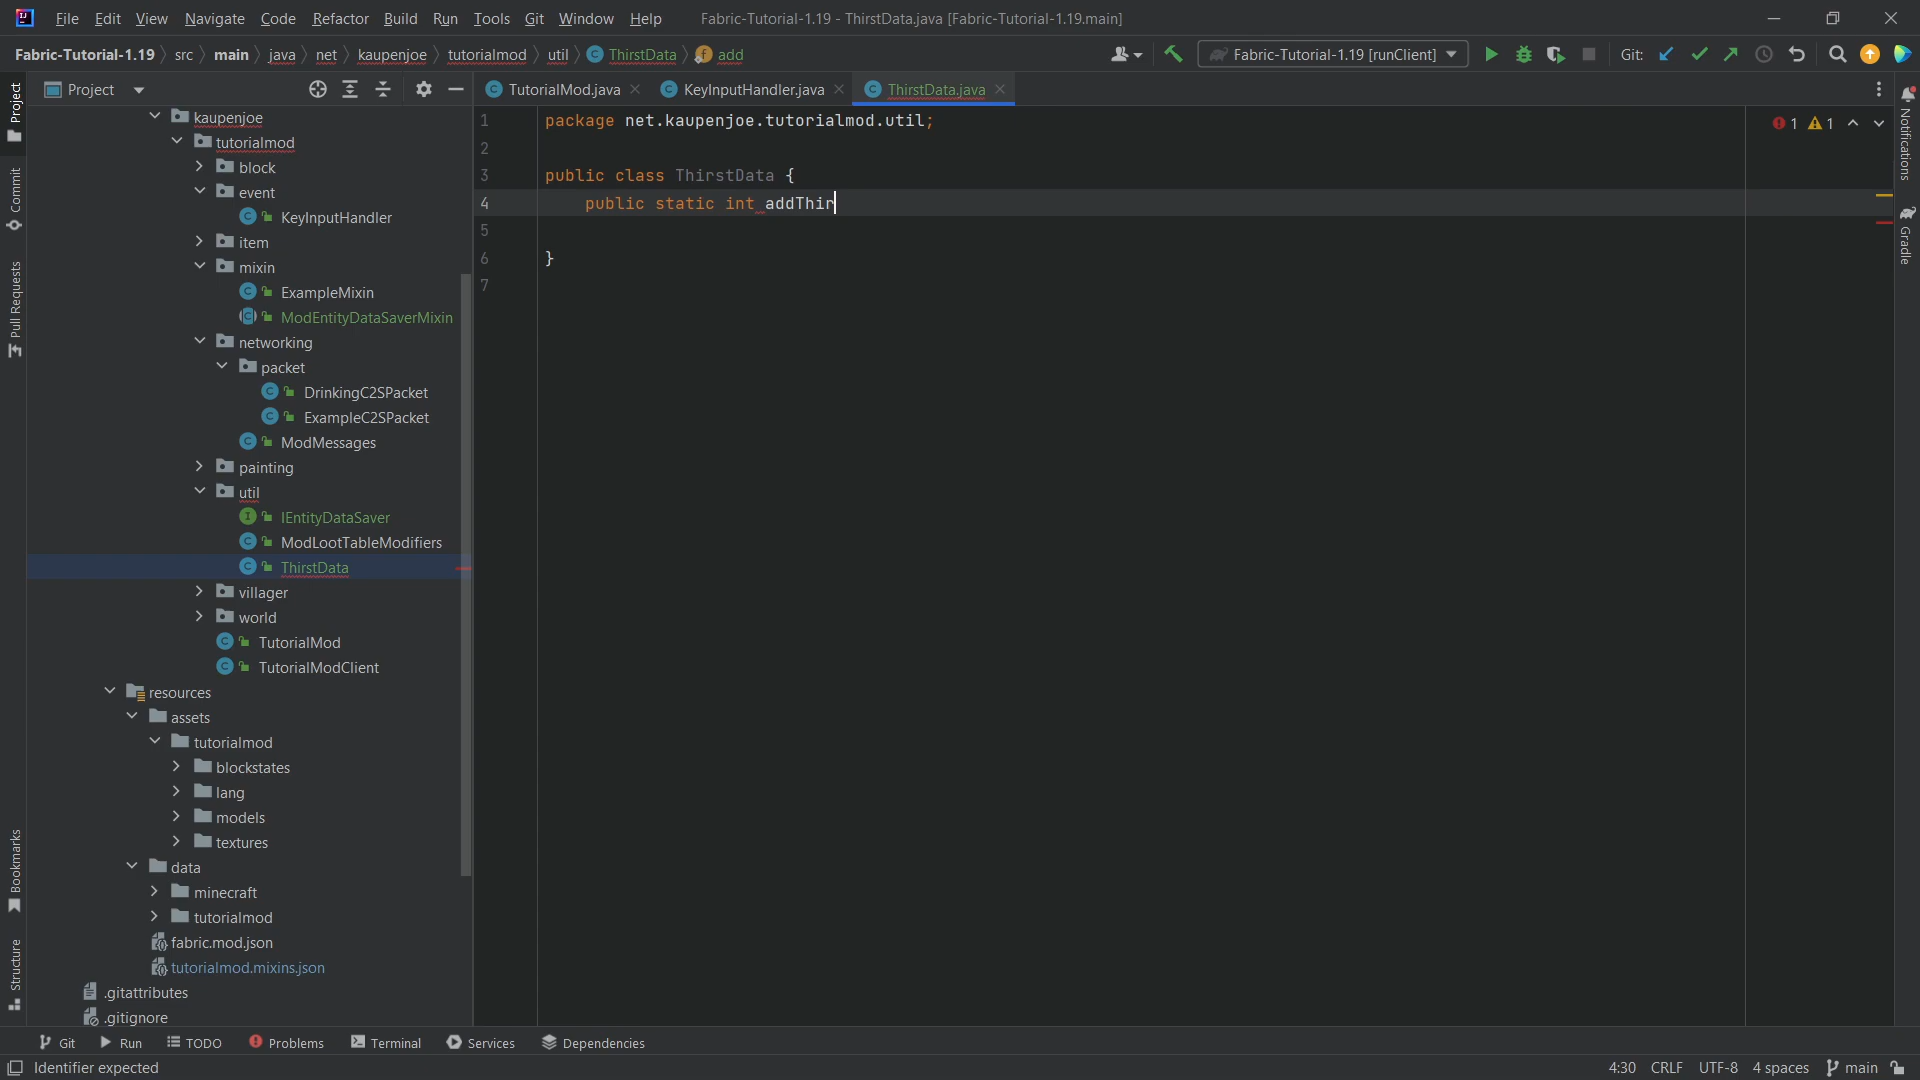 File Edit View Navigate Code Refactor Build Run Tools Git Window Help Fabric-Tutorial-1.19 - ThirstData.java [Fabric-Tutorial-1.19.main]
Fabric-Tutorial-1.19 src main java net kaupenjoe tutorialmod util ThirstData add
Fabric-Tutorial-1.19 [runClient] Git:
Project
TutorialMod.java KeyInputHandler.java ThirstData.java
Project
Commit
Pull Requests
Bookmarks
Structure
kaupenjoe
tutorialmod
block
event
KeyInputHandler
item
mixin
ExampleMixin
ModEntityDataSaverMixin
networking
packet
DrinkingC2SPacket
ExampleC2SPacket
ModMessages
painting
util
IEntityDataSaver
ModLootTableModifiers
ThirstData
villager
world
TutorialMod
TutorialModClient
resources
assets
tutorialmod
blockstates
lang
models
textures
data
minecraft
tutorialmod
fabric.mod.json
tutorialmod.mixins.json
.gitattributes
.gitignore
1 package net.kaupenjoe.tutorialmod.util;
2
3 public class ThirstData {
4 public static int addThir
5
6 }
7
1 1
Notifications
Gradle
Git Run TODO Problems Terminal Services Dependencies
Identifier expected 4:30 CRLF UTF-8 4 spaces main